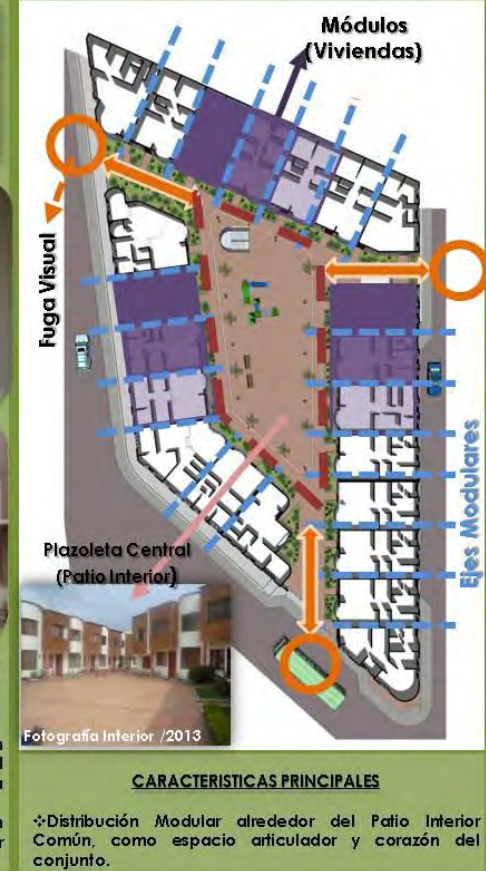 Módulos
(Viviendas)
Fuga Visual
Ejes Modulares
Plazoleta Central
(Patio Interior)
Fotografía Interior /2013
CARACTERISTICAS PRINCIPALES
❖Distribución Modular alrededor del Patio Interior
Común, como espacio articulador y corazón del
conjunto.